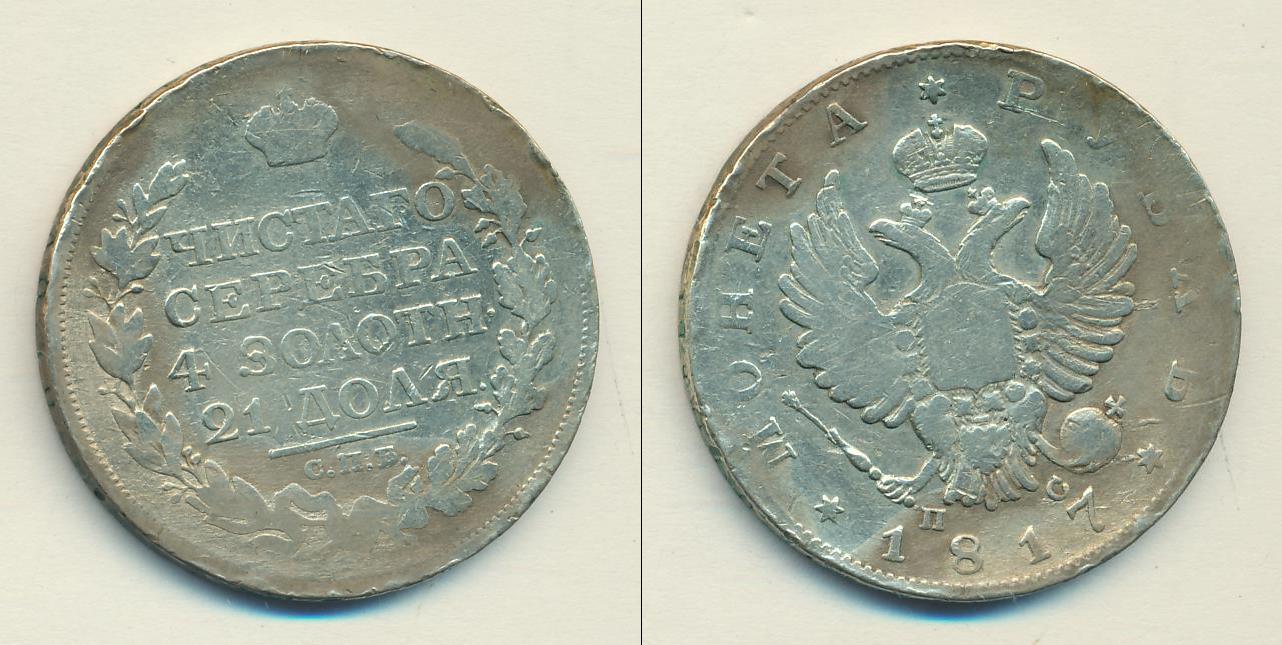 ЧИСТАГО
СЕРЕБРА
4 ЗОЛОТН.
21 ДОЛЯ.
С.П.Б.
МОНЕТА РУБЛЬ
П С
1817